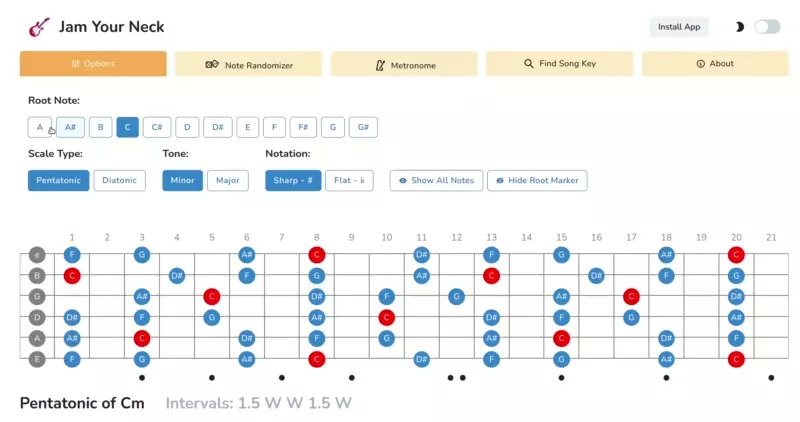 Jam Your Neck Install App
Options Note Randomizer Metronome Find Song Key About
Root Note:
A A# B C C# D D# E F F# G G#
Scale Type: Tone: Notation:
Pentatonic Diatonic Minor Major Sharp - # Flat - ♭ Show All Notes Hide Root Marker
1 2 3 4 5 6 7 8 9 10 11 12 13 14 15 16 17 18 19 20 21
e F G A# C D# F G A# C
B C D# F G A# C D# F G
G A# C D# F G A# C D#
D D# F G A# C D# F G A#
A A# C D# F G A# C D# F
E F G A# C D# F G A# C
Pentatonic of Cm Intervals: 1.5 W W 1.5 W